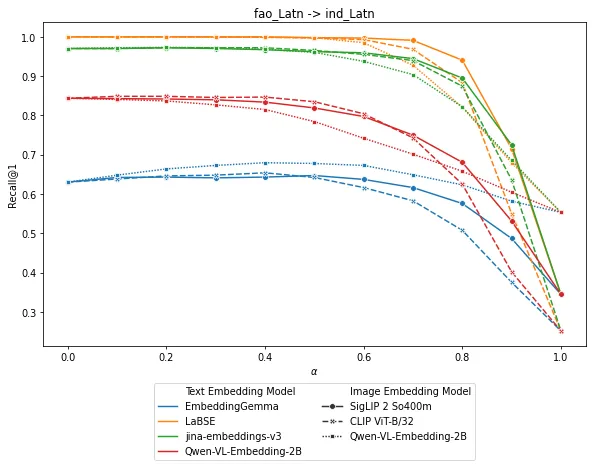 fao_Latn -> ind_Latn
Recall@1
1.0
0.9
0.8
0.7
0.6
0.5
0.4
0.3
0.0 0.2 0.4 0.6 0.8 1.0
α
Text Embedding Model Image Embedding Model
EmbeddingGemma SigLIP 2 So400m
LaBSE CLIP ViT-B/32
jina-embeddings-v3 Qwen-VL-Embedding-2B
Qwen-VL-Embedding-2B